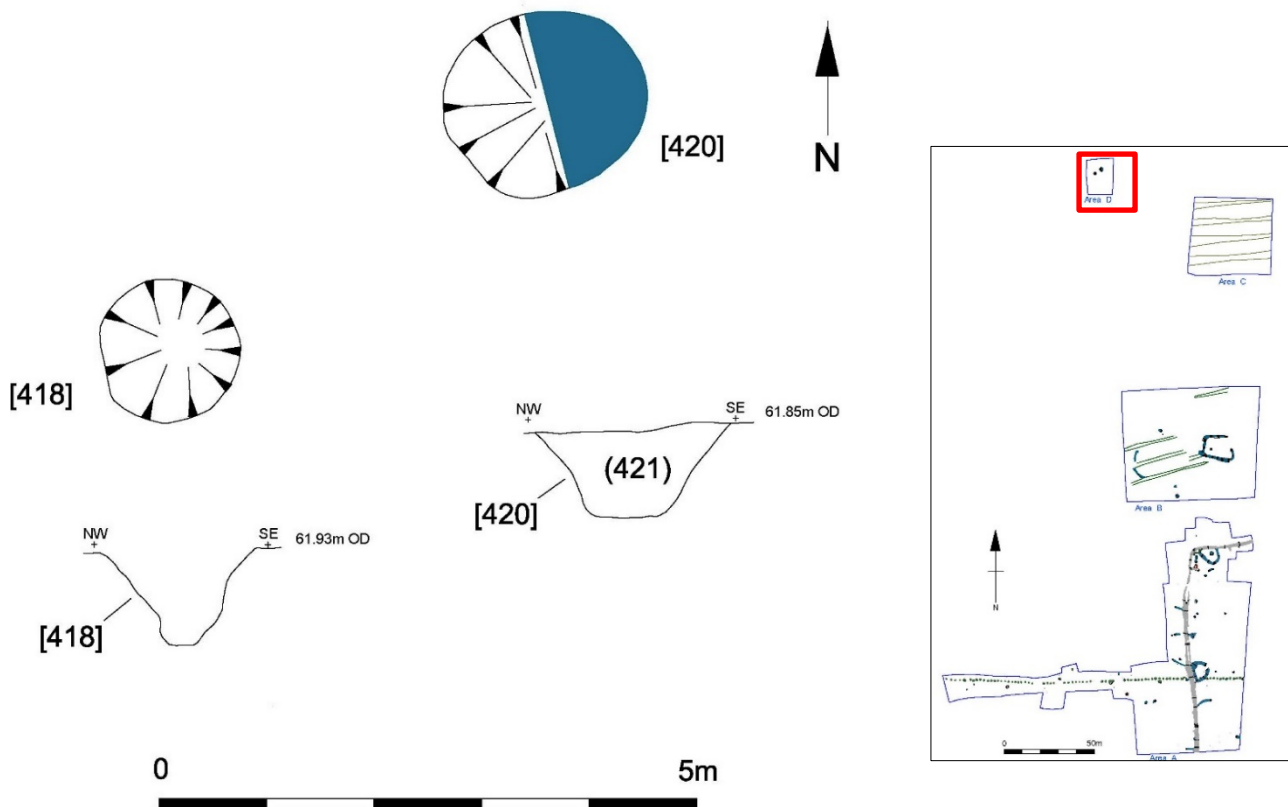 [420]
N
[418]
NW
SE
61.85m OD
(421)
[420]
NW
SE
61.93m OD
[418]
0 5m
Area D
Area C
Area B
N
0 50m
Area A